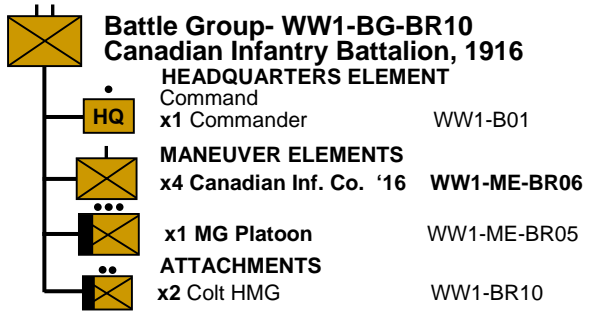 Battle Group- WW1-BG-BR10
Canadian Infantry Battalion, 1916
HEADQUARTERS ELEMENT
Command
HQ x1 Commander WW1-B01
MANEUVER ELEMENTS
x4 Canadian Inf. Co. ‘16 WW1-ME-BR06
x1 MG Platoon WW1-ME-BR05
ATTACHMENTS
x2 Colt HMG WW1-BR10